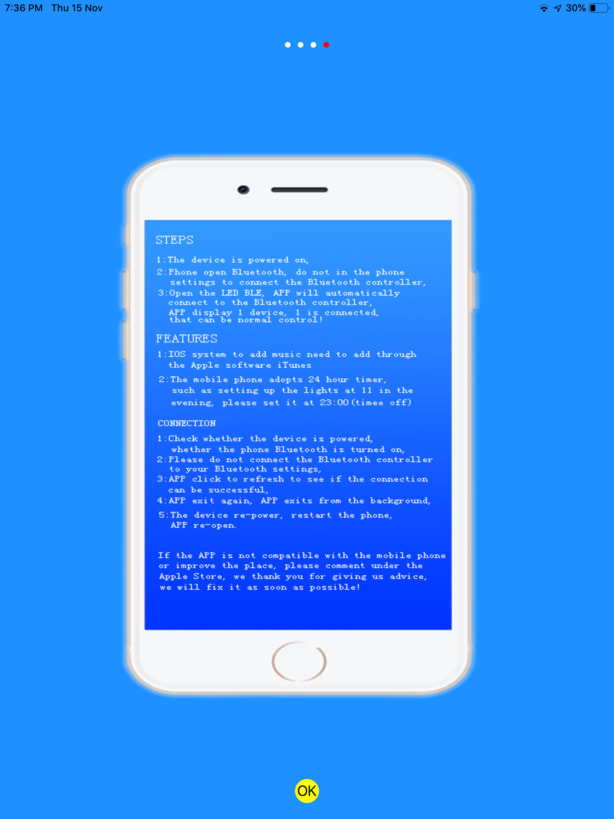 7:36 PM Thu 15 Nov 30%
STEPS
1:The device is powered on,
2:Phone open Bluetooth, do not in the phone
settings to connect the Bluetooth controller,
3:Open the LED BLE, APP will automatically
connect to the Bluetooth controller,
APP display 1 device, 1 is connected,
that can be normal control!
FEATURES
1:IOS system to add music need to add through
the Apple software iTunes
2:The mobile phone adopts 24 hour timer,
such as setting up the lights at 11 in the
evening, please set it at 23:00(timee off)
CONNECTION
1:Check whether the device is powered,
whether the phone Bluetooth is turned on,
2:Please do not connect the Bluetooth controller
to your Bluetooth settings,
3:APP click to refresh to see if the connection
can be successful,
4:APP exit again, APP exits from the background,
5:The device re-power, restart the phone,
APP re-open.
If the APP is not compatible with the mobile phone
or improve the place, please comment under the
Apple Store, we thank you for giving us advice,
we will fix it as soon as possible!
OK